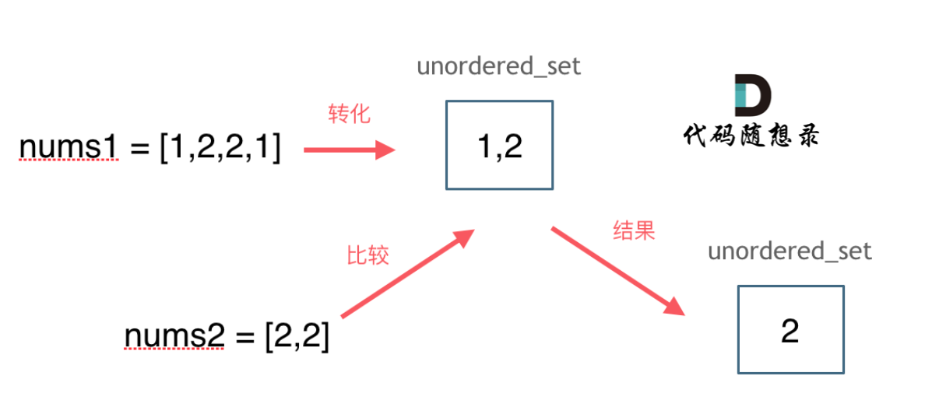 unordered_set
转化
nums1 = [1,2,2,1]
1,2
代码随想录
比较
结果
unordered_set
nums2 = [2,2]
2